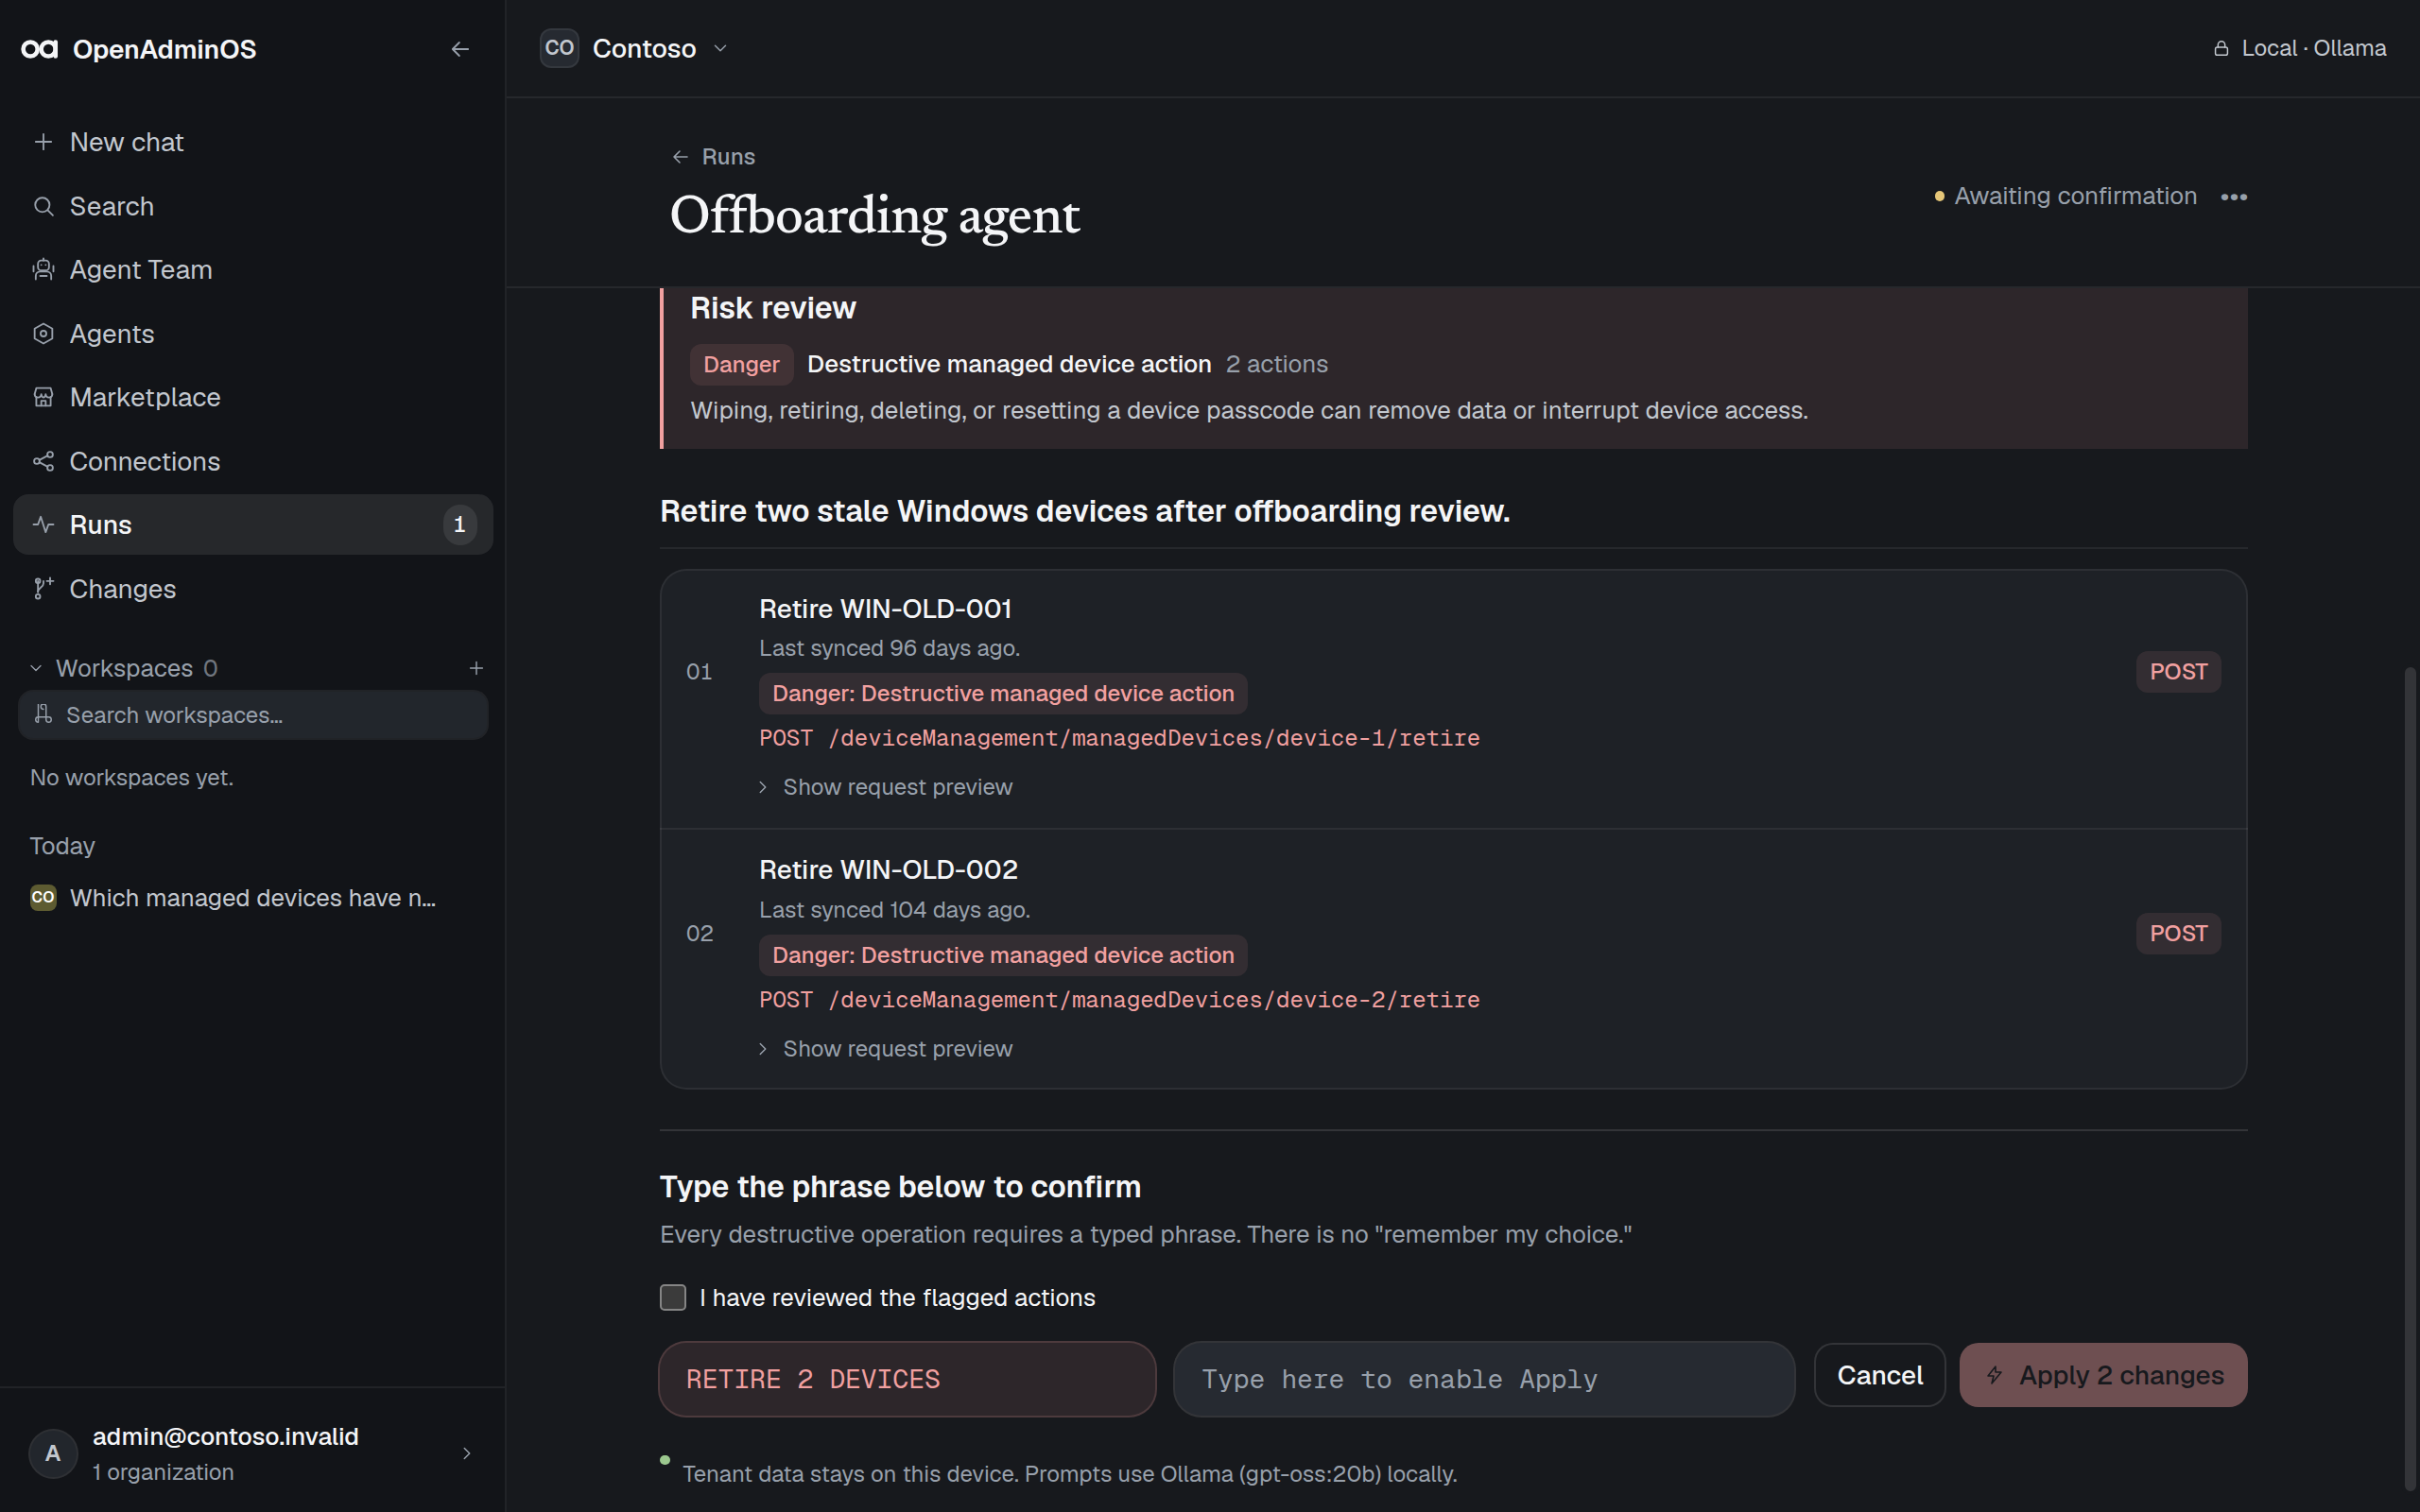 OpenAdminOS
New chat
Search
Agent Team
Agents
Marketplace
Connections
Runs 1
Changes
Workspaces 0
Search workspaces...
No workspaces yet.
Today
CO Which managed devices have n...
A admin@contoso.invalid
1 organization
CO Contoso
Local · Ollama
Runs
Offboarding agent
Awaiting confirmation
Risk review
Danger Destructive managed device action 2 actions
Wiping, retiring, deleting, or resetting a device passcode can remove data or interrupt device access.
Retire two stale Windows devices after offboarding review.
01
Retire WIN-OLD-001
Last synced 96 days ago.
Danger: Destructive managed device action
POST /deviceManagement/managedDevices/device-1/retire
Show request preview
POST
02
Retire WIN-OLD-002
Last synced 104 days ago.
Danger: Destructive managed device action
POST /deviceManagement/managedDevices/device-2/retire
Show request preview
POST
Type the phrase below to confirm
Every destructive operation requires a typed phrase. There is no "remember my choice."
I have reviewed the flagged actions
RETIRE 2 DEVICES
Type here to enable Apply
Cancel
Apply 2 changes
Tenant data stays on this device. Prompts use Ollama (gpt-oss:20b) locally.